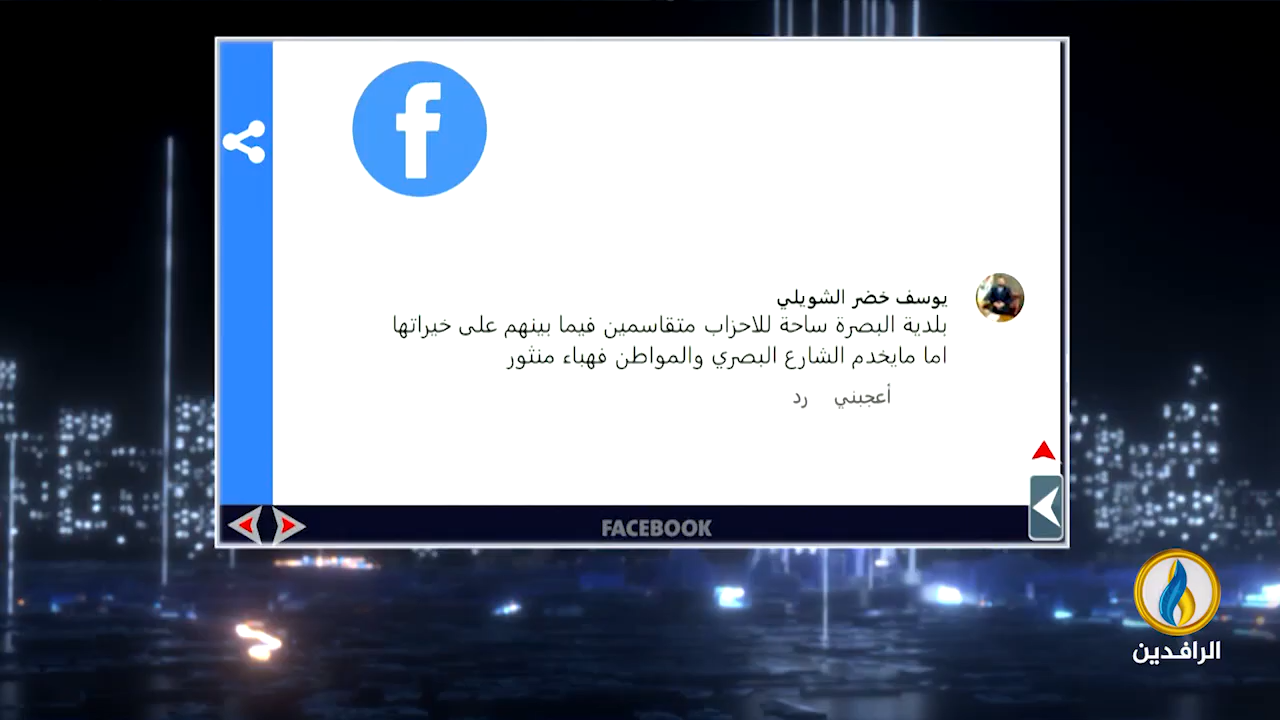 يوسف خضر الشويلي
بلدية البصرة ساحة للاحزاب متقاسمين فيما بينهم على خيراتها
اما مايخدم الشارع البصري والمواطن فهباء منثور
أعجبني رد
FACEBOOK
الرافدين